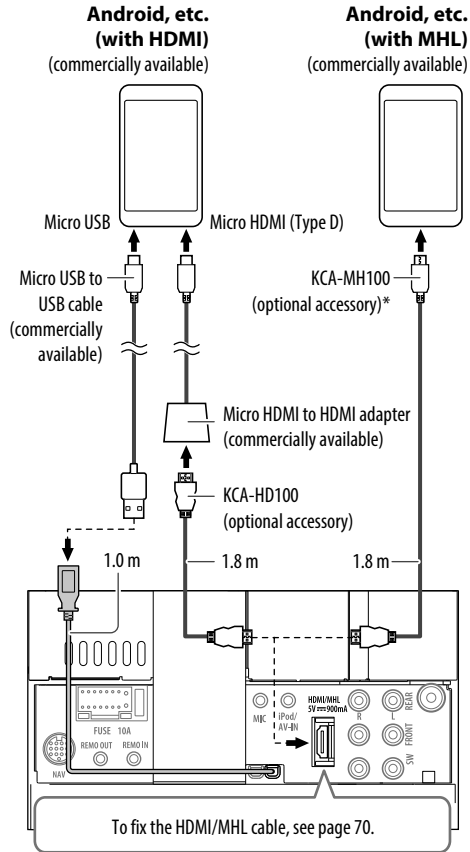 Android, etc.
(with HDMI)
(commercially available)
Android, etc.
(with MHL)
(commercially available)
Micro USB
Micro HDMI (Type D)
Micro USB to
USB cable
(commercially
available)
KCA-MH100
(optional accessory)*
Micro HDMI to HDMI adapter
(commercially available)
KCA-HD100
(optional accessory)
1.0 m
1.8 m
1.8 m
FUSE 10A
REMO OUT
REMO IN
NAV
MIC
iPod/
AV-IN
HDMI/MHL
5V⎓900mA
R
L
REAR
FRONT
SW
To fix the HDMI/MHL cable, see page 70.